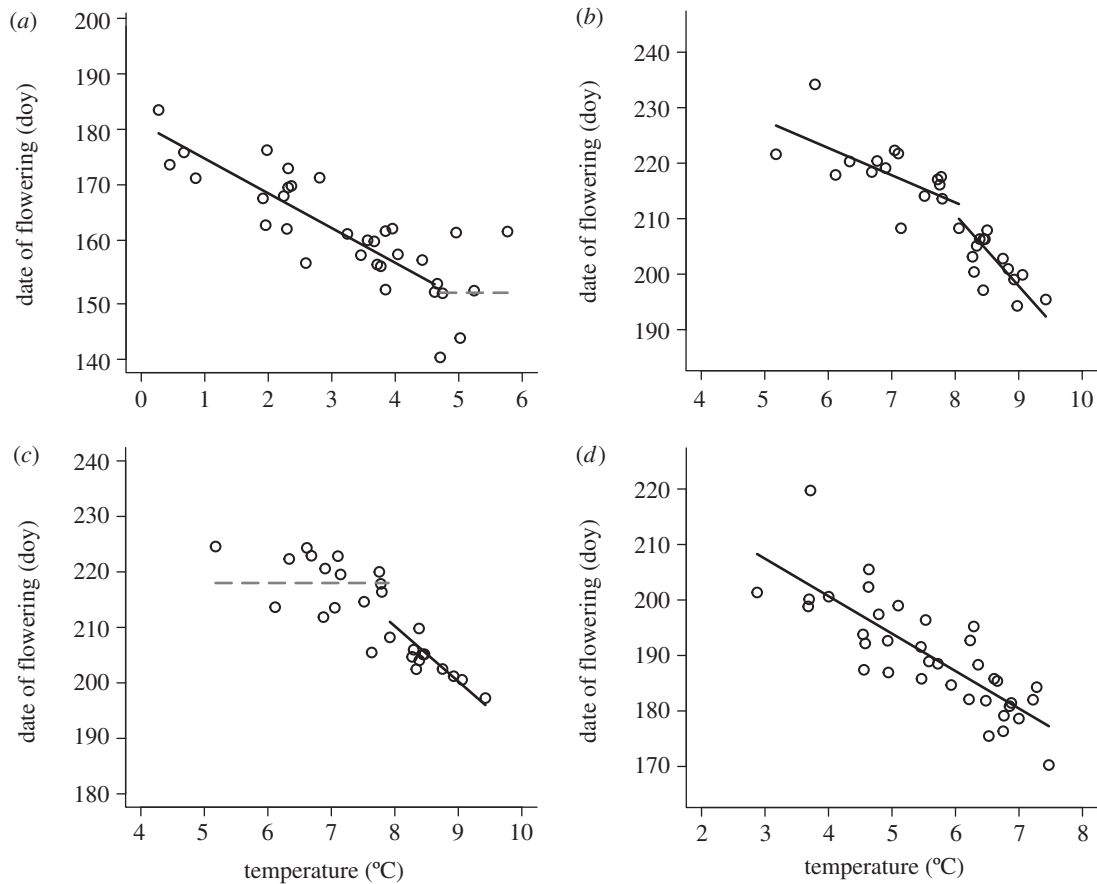 (a)
200
190
180
170
160
150
140
date of flowering (doy)
0 1 2 3 4 5 6
(b)
240
230
220
210
200
190
date of flowering (doy)
4 5 6 7 8 9 10
(c)
240
230
220
210
200
190
180
date of flowering (doy)
4 5 6 7 8 9 10
temperature (ºC)
(d)
220
210
200
190
180
170
date of flowering (doy)
2 3 4 5 6 7 8
temperature (ºC)